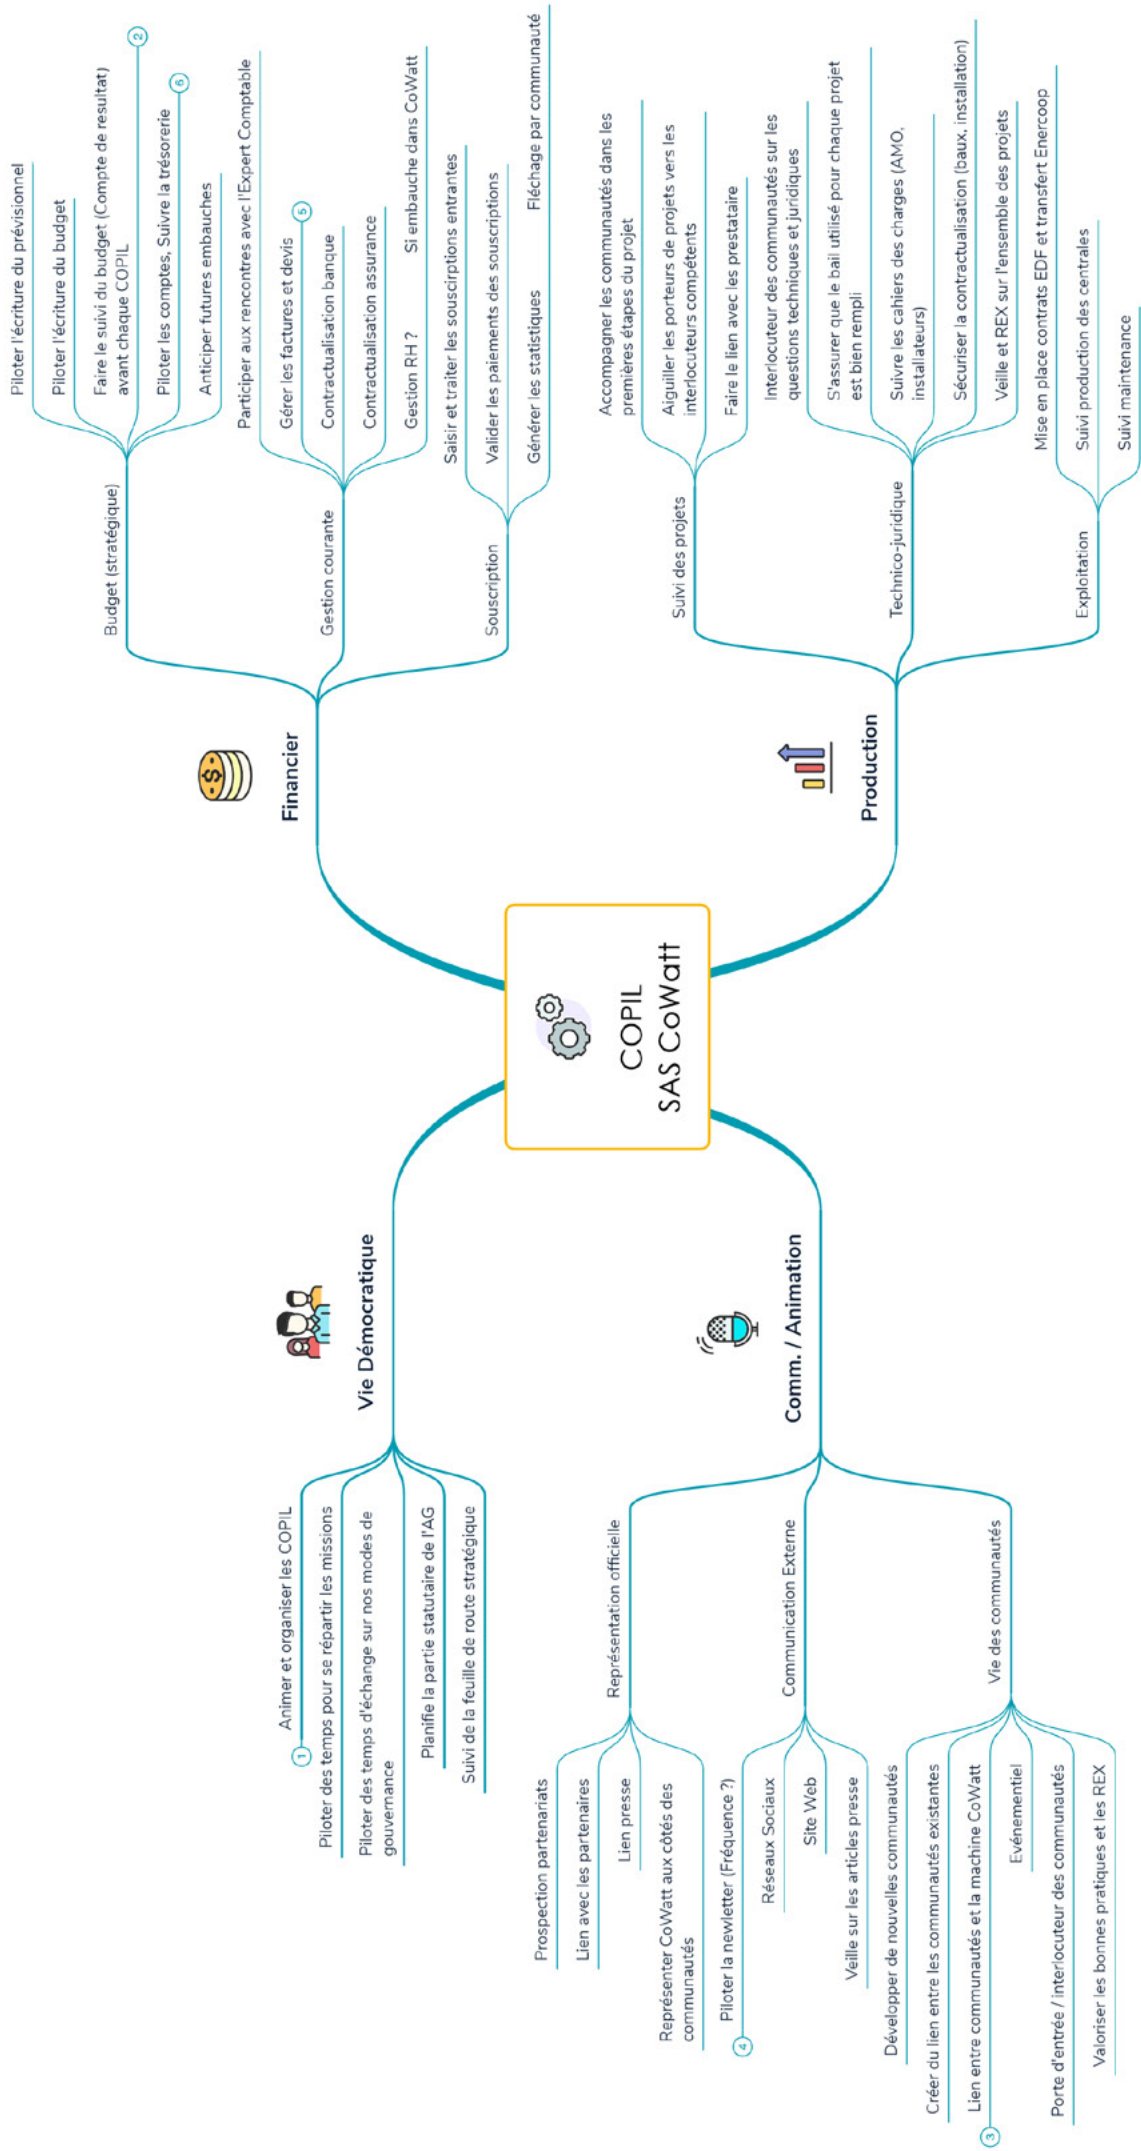 COPIL
SAS CoWatt
Vie Démocratique
Animer et organiser les COPIL
1
Piloter des temps pour se répartir les missions
Piloter des temps d'échange sur nos modes de
gouvernance
Planifie la partie statutaire de l'AG
Suivi de la feuille de route stratégique
Comm. / Animation
Représentation officielle
Prospection partenariats
Lien avec les partenaires
Lien presse
Représenter CoWatt aux côtés des
communautés
Communication Externe
Piloter la newletter (Fréquence ?)
4
Réseaux Sociaux
Site Web
Veille sur les articles presse
Vie des communautés
Développer de nouvelles communautés
Créer du lien entre les communautés existantes
Lien entre communautés et la machine CoWatt
3
Evénementiel
Porte d'entrée / interlocuteur des communautés
Valoriser les bonnes pratiques et les REX
Financier
Budget (stratégique)
Piloter l'écriture du prévisionnel
Piloter l'écriture du budget
Faire le suivi du budget (Compte de resultat)
avant chaque COPIL
2
Piloter les comptes, Suivre la trésorerie
6
Anticiper futures embauches
Gestion courante
Participer aux rencontres avec l'Expert Comptable
Gérer les factures et devis
5
Contractualisation banque
Contractualisation assurance
Gestion RH ?
Si embauche dans CoWatt
Souscription
Saisir et traiter les souscirptions entrantes
Valider les paiements des souscriptions
Générer les statistiques
Fléchage par communauté
Production
Suivi des projets
Accompagner les communautés dans les
premières étapes du projet
Aiguiller les porteurs de projets vers les
interlocuteurs compétents
Faire le lien avec les prestataire
Technico-juridique
Interlocuteur des communautés sur les
questions techniques et juridiques
S'assurer que le bail utilisé pour chaque projet
est bien rempli
Suivre les cahiers des charges (AMO,
installateurs)
Sécuriser la contractualisation (baux, installation)
Veille et REX sur l'ensemble des projets
Exploitation
Mise en place contrats EDF et transfert Enercoop
Suivi production des centrales
Suivi maintenance